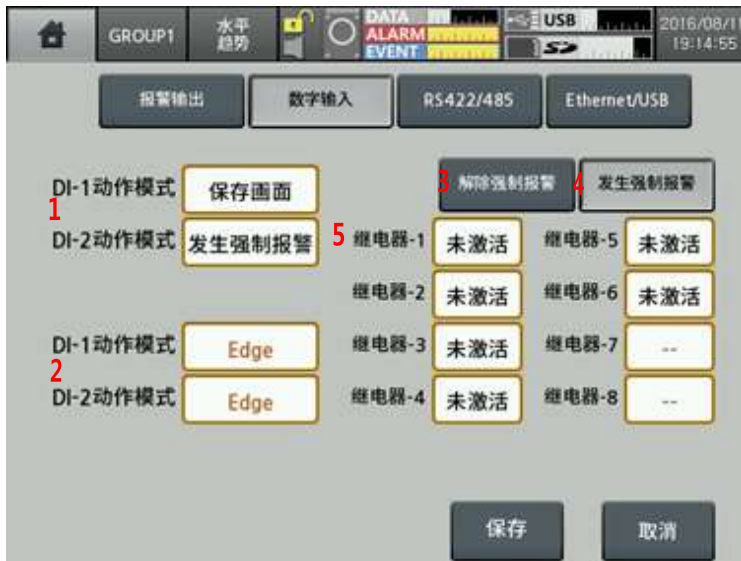 GROUP1
水平
趋势
DATA
ALARM
EVENT
USB
SD
2016/08/11
19:14:55
报警输出
数字输入
RS422/485
Ethernet/USB
DI-1动作模式
保存画面
3 解除强制报警
4 发生强制报警
1
DI-2动作模式
发生强制报警
5 继电器-1
未激活
继电器-5
未激活
继电器-2
未激活
继电器-6
未激活
DI-1动作模式
Edge
继电器-3
未激活
继电器-7
--
2
DI-2动作模式
Edge
继电器-4
未激活
继电器-8
--
保存
取消